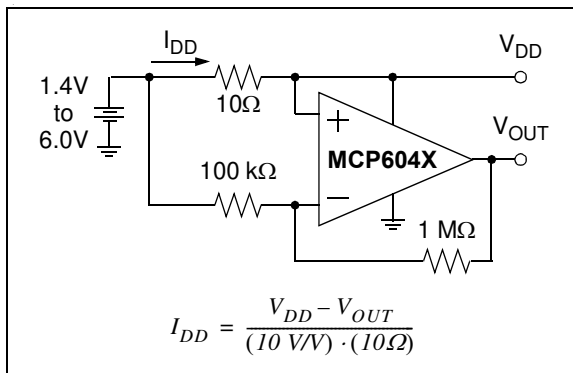 I_DD
V_DD
1.4V
to
6.0V
10Ω
V_OUT
+
MCP604X
100 kΩ
–
1 MΩ
I_DD = (V_DD – V_OUT) / ((10 V/V) · (10Ω))